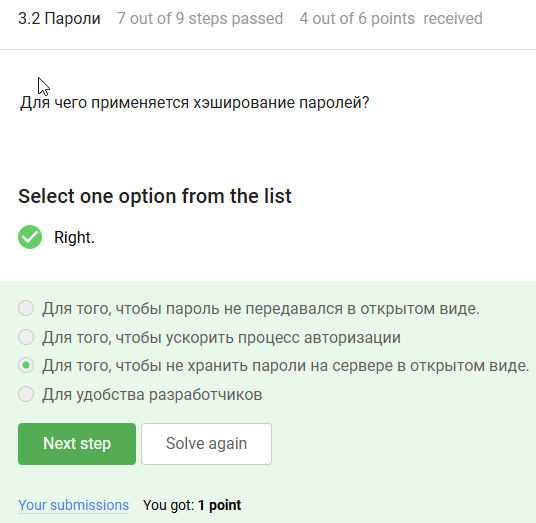 3.2 Пароли 7 out of 9 steps passed 4 out of 6 points received
Для чего применяется хэширование паролей?
Select one option from the list
Right.
Для того, чтобы пароль не передавался в открытом виде.
Для того, чтобы ускорить процесс авторизации
Для того, чтобы не хранить пароли на сервере в открытом виде.
Для удобства разработчиков
Next step Solve again
Your submissions You got: 1 point